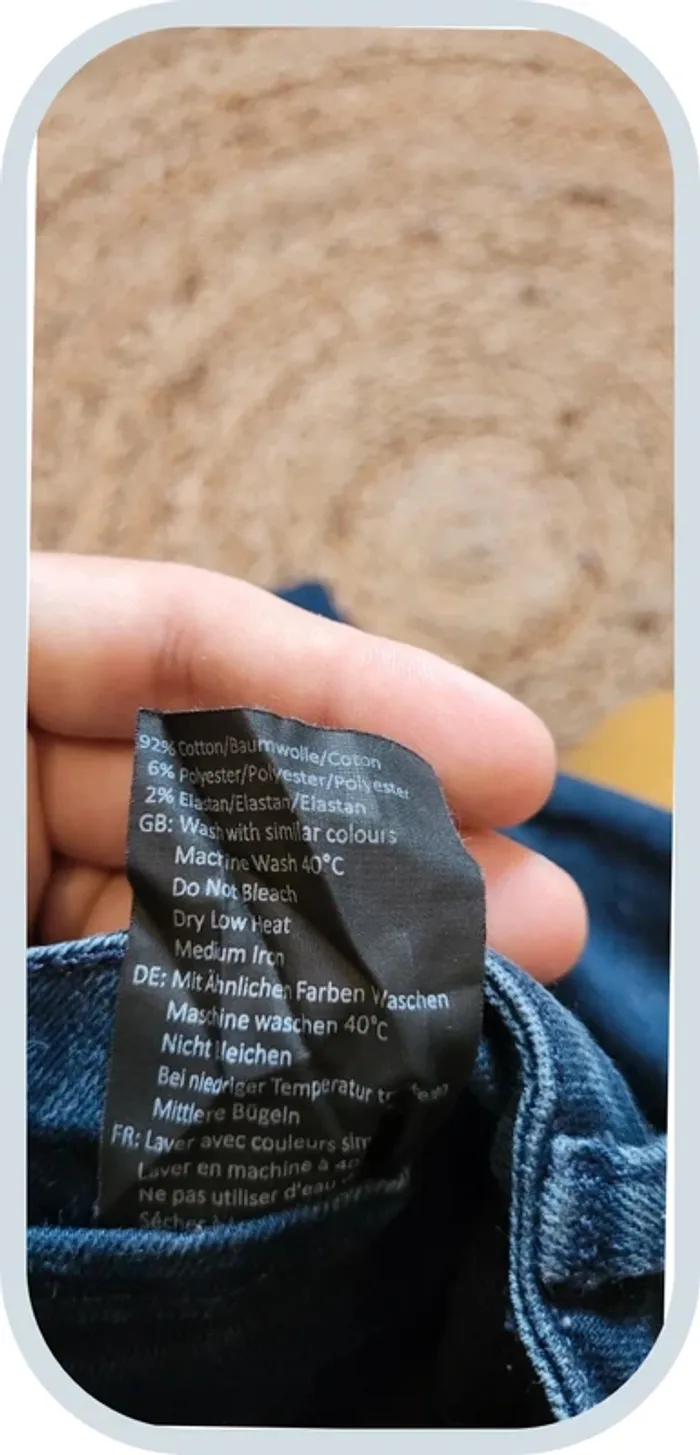 92% Cotton/Baumwolle/Coton
6% Polyester/Polyester/Polyester
2% Elastan/Elastan/Elastan
GB: Wash with similar colours
Machine Wash 40°C
Do Not Bleach
Dry Low Heat
Medium Iron
DE: Mit Ähnlichen Farben Waschen
Maschine waschen 40°C
Nicht bleichen
Bei niedriger Temperatur
Mittlere Bügeln
FR: Laver avec couleurs
Laver en machine à 40
Ne pas utiliser d'eau
Sécher